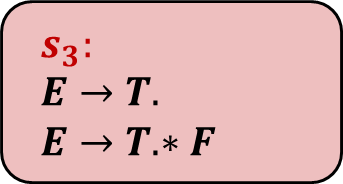 s₃:
E → T.
E → T.* F